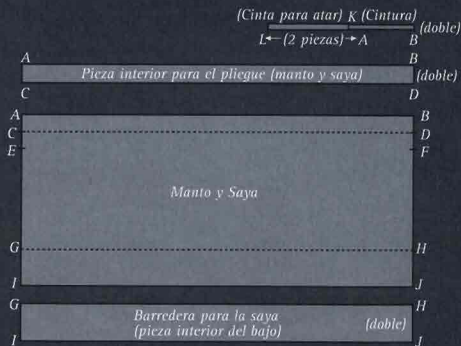 (Cinta para atar) K (Cintura)
(doble)
L ← (2 piezas) → A B
A B
Pieza interior para el pliegue (manto y saya) (doble)
C D
A B
C D
E F
Manto y Saya
G H
I J
G H
Barredera para la saya
(pieza interior del bajo) (doble)
I J